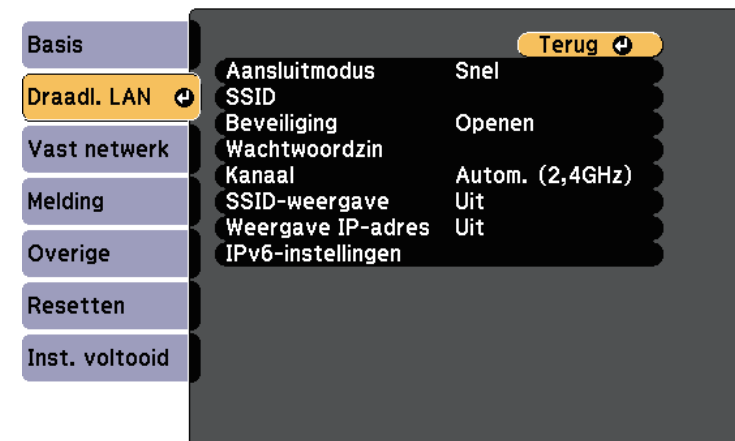 Basis
Draadl. LAN
Vast netwerk
Melding
Overige
Resetten
Inst. voltooid
Terug
Aansluitmodus Snel
SSID
Beveiliging Openen
Wachtwoordzin
Kanaal Autom. (2,4GHz)
SSID-weergave Uit
Weergave IP-adres Uit
IPv6-instellingen